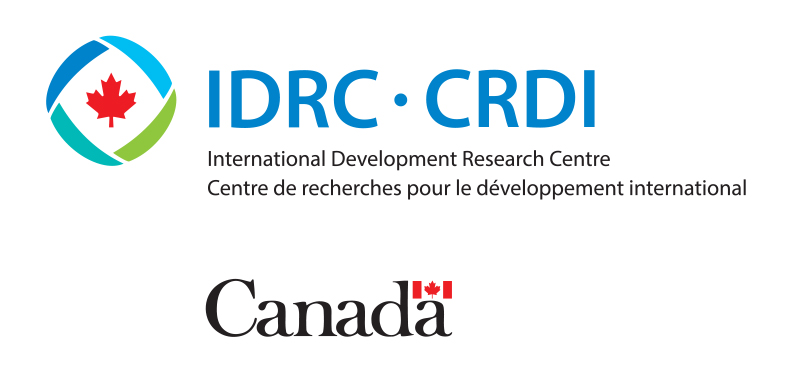 IDRC · CRDI
International Development Research Centre
Centre de recherches pour le développement international
Canada